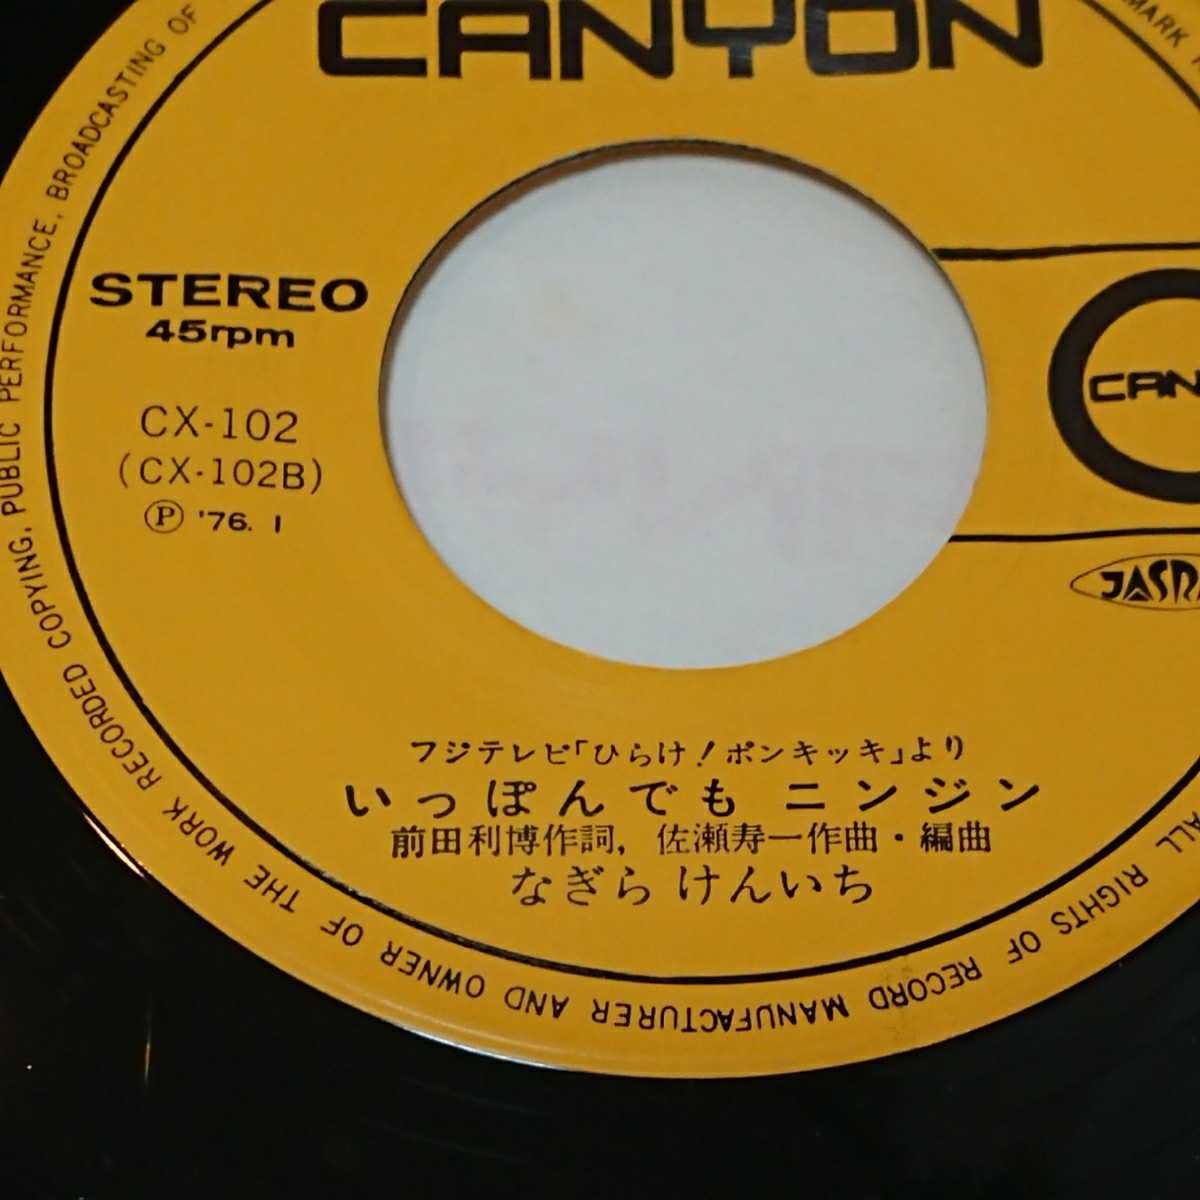 CANYON
STEREO
45rpm
CX-102
(CX-102B)
Ⓟ '76. 1
フジテレビ「ひらけ!ポンキッキ」より
いっぽんでも ニンジン
前田利博作詞, 佐瀬寿一作曲・編曲
なぎら けんいち
ALL RIGHTS OF RECORD MANUFACTURER AND OWNER OF THE WORK RECORDED COPYING, PUBLIC PERFORMANCE, BROADCASTING OF